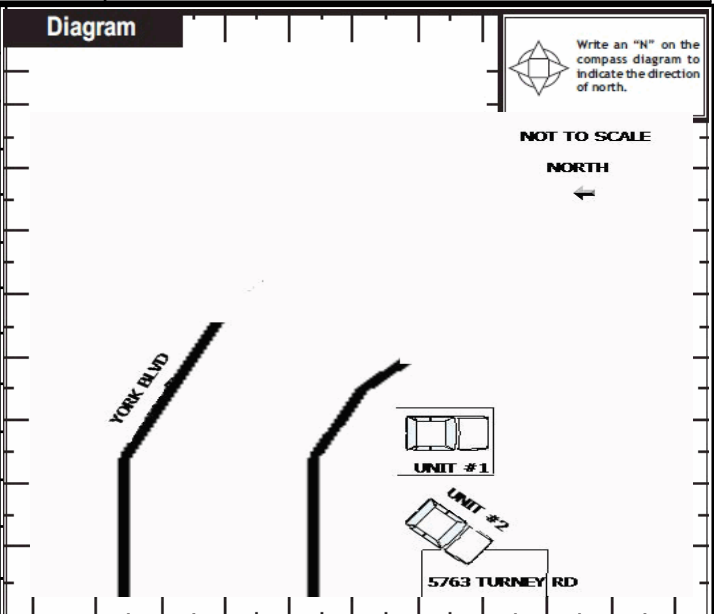 Diagram
Write an “N” on the
compass diagram to
indicate the direction
of north.
NOT TO SCALE
NORTH
YORK BLVD
UNIT #1
UNIT #2
5763 TURNEY RD